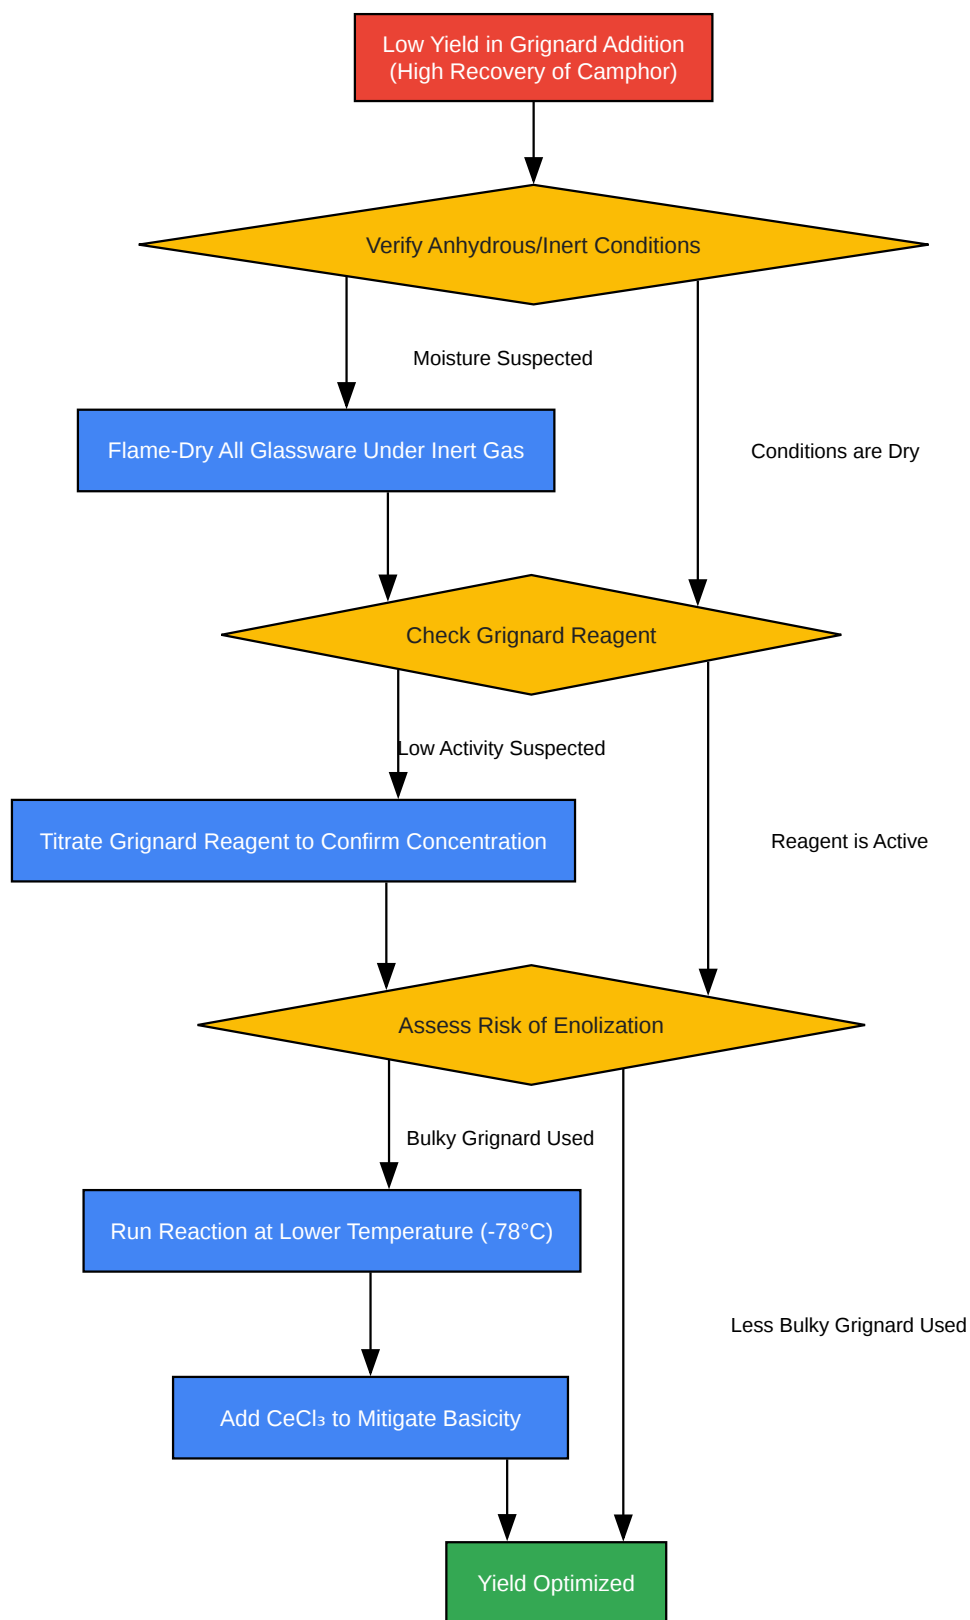 Low Yield in Grignard Addition
(High Recovery of Camphor)
Verify Anhydrous/Inert Conditions
Moisture Suspected
Flame-Dry All Glassware Under Inert Gas
Conditions are Dry
Check Grignard Reagent
Low Activity Suspected
Titrate Grignard Reagent to Confirm Concentration
Reagent is Active
Assess Risk of Enolization
Bulky Grignard Used
Run Reaction at Lower Temperature (-78°C)
Less Bulky Grignard Used
Add CeCl₃ to Mitigate Basicity
Yield Optimized